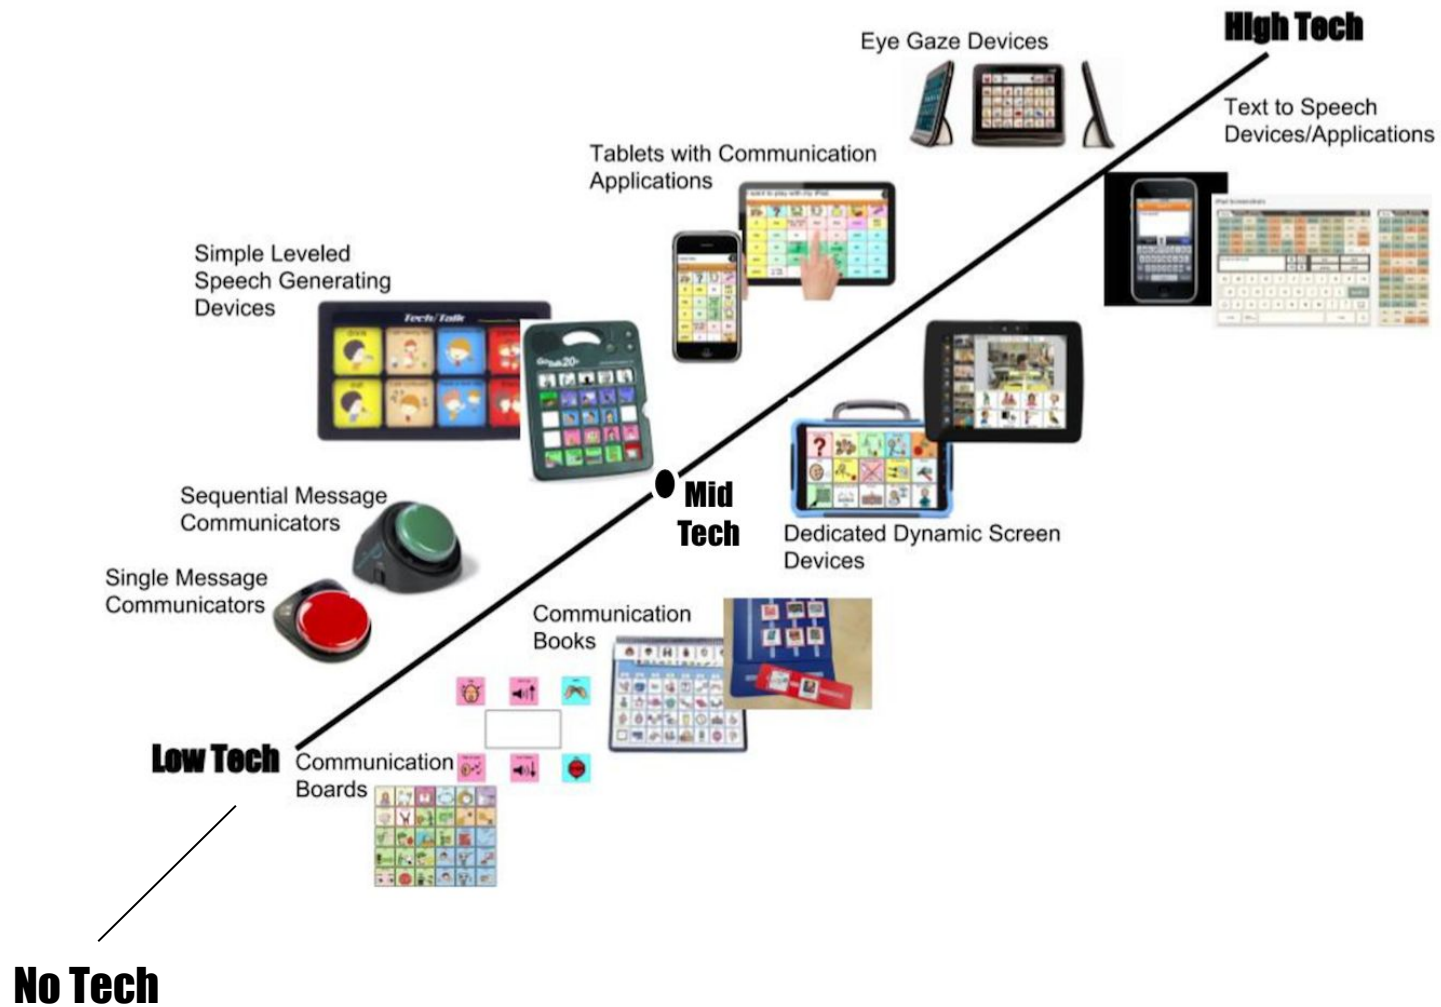 High Tech
Eye Gaze Devices
Text to Speech
Devices/Applications
Tablets with Communication
Applications
Simple Leveled
Speech Generating
Devices
Tech/Talk
GoTalk 20+
Mid
Tech
Sequential Message
Communicators
Dedicated Dynamic Screen
Devices
Single Message
Communicators
Communication
Books
Low Tech
Communication
Boards
No Tech